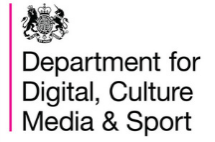 Department for
Digital, Culture
Media & Sport